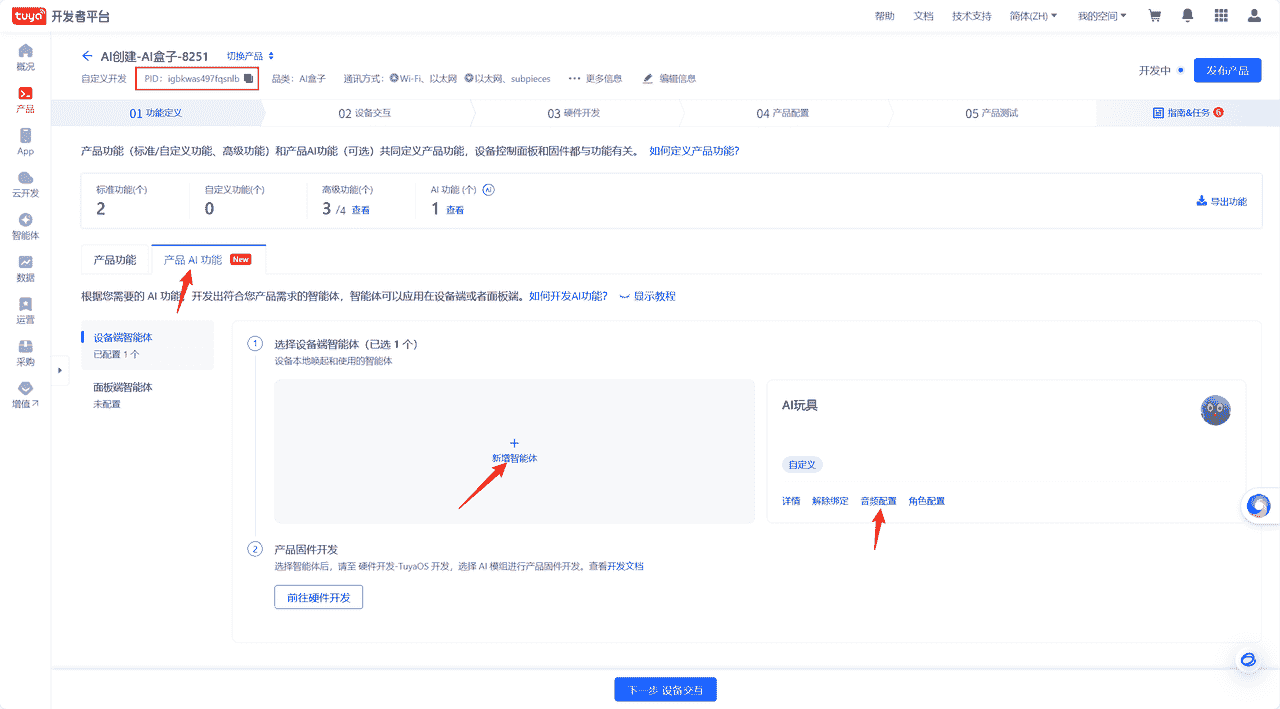 tuya 开发者平台 帮助 文档 技术支持 简体(ZH) 我的空间
概况
产品
App
云开发
智能体
数据
运营
采购
增值
AI创建-AI盒子-8251 切换产品
自定义开发 PID: igbkwas497fqsnlb 品类: AI盒子 通讯方式: Wi-Fi、以太网 以太网、subpieces ··· 更多信息 编辑信息
开发中 发布产品
01 功能定义 02 设备交互 03 硬件开发 04 产品配置 05 产品测试 指南&任务 6
产品功能（标准/自定义功能、高级功能）和产品AI功能（可选）共同定义产品功能，设备控制面板和固件都与功能有关。 如何定义产品功能?
标准功能(个) 自定义功能(个) 高级功能(个) AI 功能 (个) AI
2 0 3 /4 查看 1 查看 导出功能
产品功能 产品 AI 功能 New
根据您需要的 AI 功能，开发出符合您产品需求的智能体，智能体可以应用在设备端或者面板端。如何开发AI功能? 显示教程
设备端智能体
已配置 1 个
面板端智能体
未配置
1 选择设备端智能体（已选 1 个）
设备本地唤起和使用的智能体
+
新增智能体
AI玩具
自定义
详情 解除绑定 音频配置 角色配置
2 产品固件开发
选择智能体后，请至 硬件开发-TuyaOS 开发，选择 AI 模组进行产品固件开发。查看开发文档
前往硬件开发
下一步 设备交互